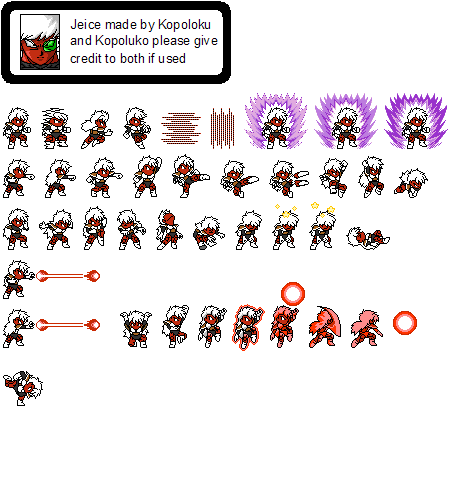 Jeice made by Kopoloku
and Kopoluko please give
credit to both if used